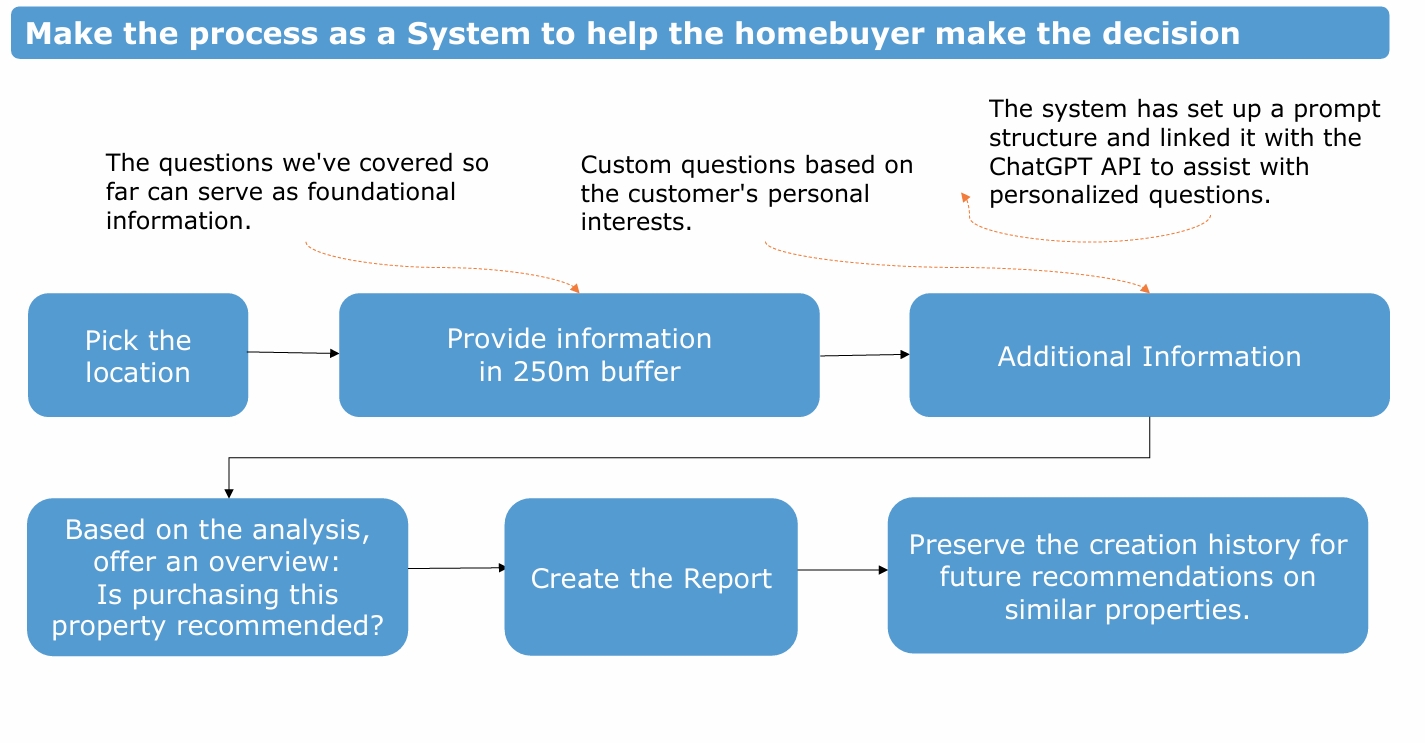 Make the process as a System to help the homebuyer make the decision
The questions we've covered so
far can serve as foundational
information.
Custom questions based on
the customer's personal
interests.
The system has set up a prompt
structure and linked it with the
ChatGPT API to assist with
personalized questions.
Pick the
location
Provide information
in 250m buffer
Additional Information
Based on the analysis,
offer an overview:
Is purchasing this
property recommended?
Create the Report
Preserve the creation history for
future recommendations on
similar properties.